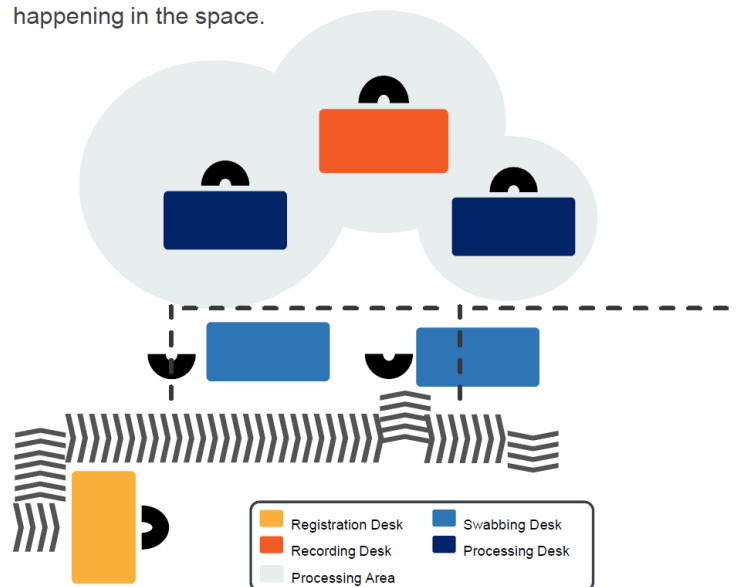 happening in the space.
Registration Desk
Swabbing Desk
Recording Desk
Processing Desk
Processing Area